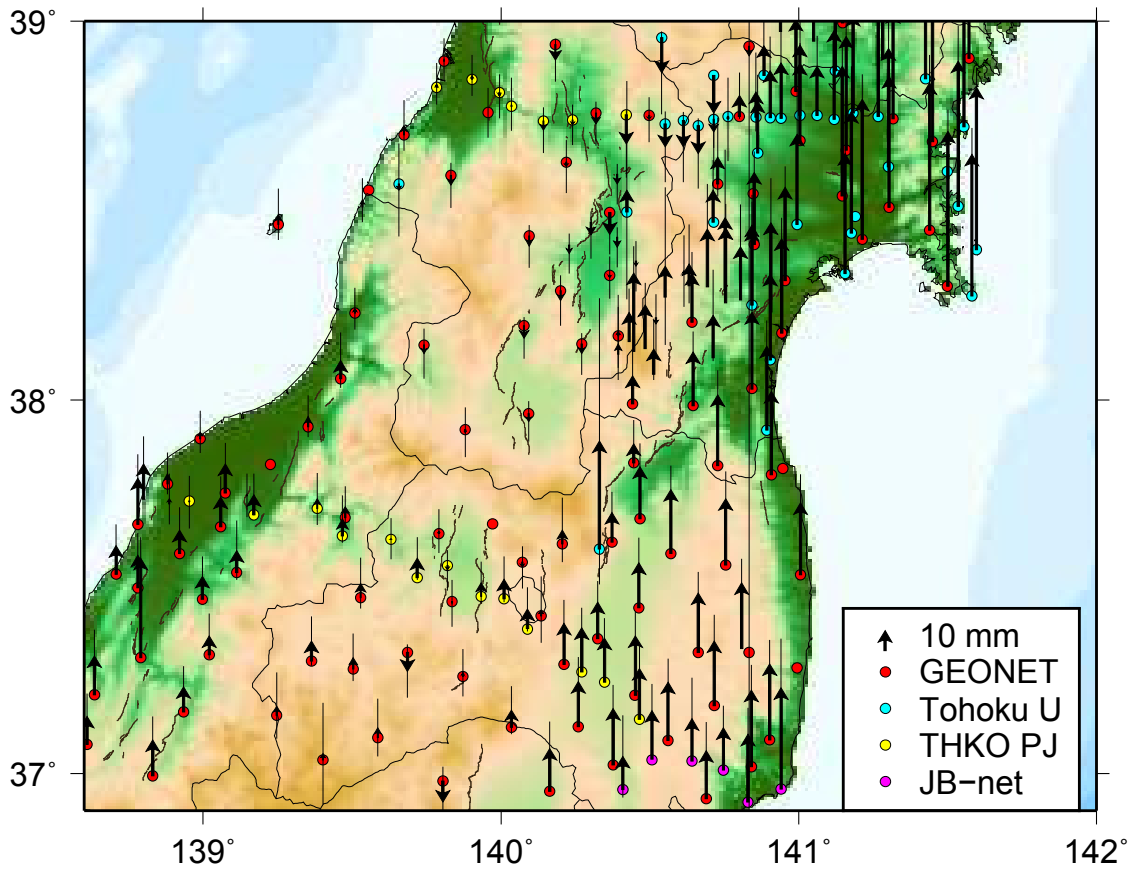 39˚
38˚
37˚
10 mm
GEONET
Tohoku U
THKO PJ
JB−net
139˚
140˚
141˚
142˚